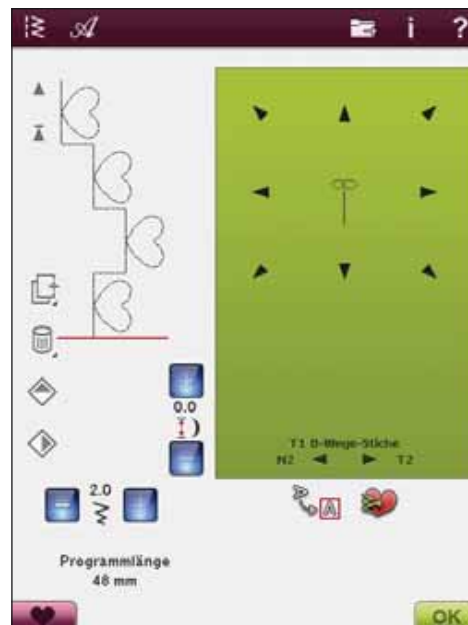 A
i
?
0.0
T1 8-Wege-Stiche
N2 T2
2.0
A
Programmlänge
48 mm
OK